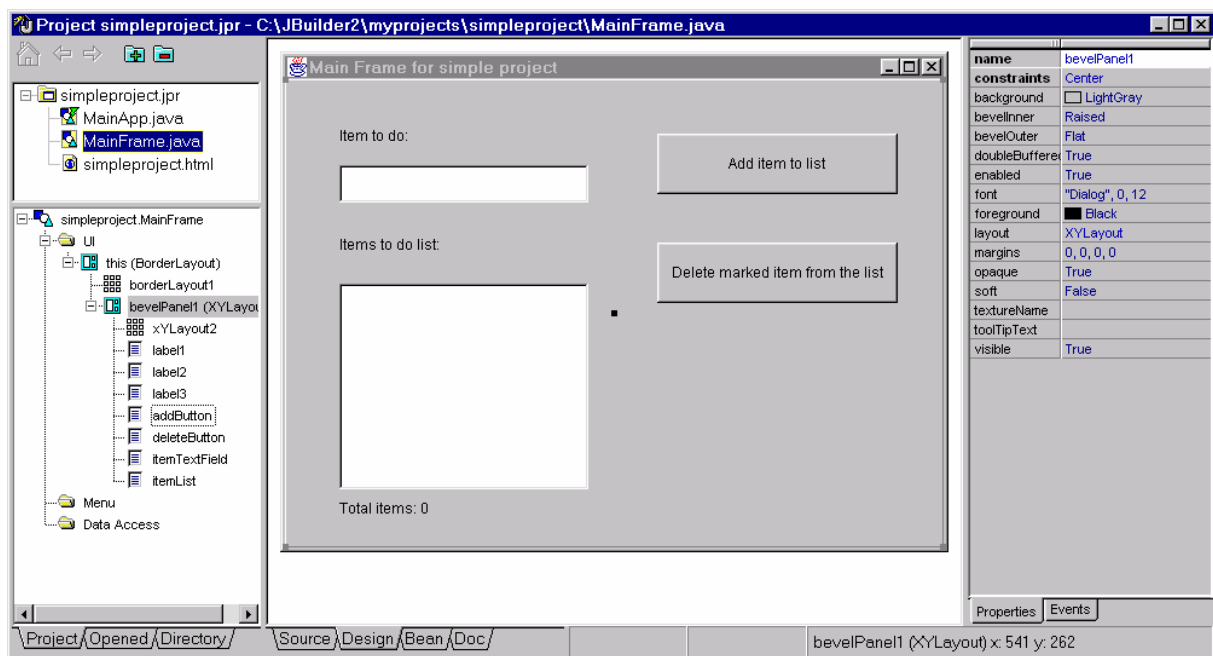 Project simpleproject.jpr - C:\JBuilder2\myprojects\simpleproject\MainFrame.java
simpleproject.jpr
MainApp.java
MainFrame.java
simpleproject.html
simpleproject.MainFrame
UI
this (BorderLayout)
borderLayout1
bevelPanel1 (XYLayou
xYLayout2
label1
label2
label3
addButton
deleteButton
itemTextField
itemList
Menu
Data Access
Project Opened Directory
Main Frame for simple project
Item to do:
Add item to list
Items to do list:
Delete marked item from the list
Total items: 0
Source Design Bean Doc
name bevelPanel1
constraints Center
background LightGray
bevelInner Raised
bevelOuter Flat
doubleBuffere True
enabled True
font "Dialog", 0, 12
foreground Black
layout XYLayout
margins 0, 0, 0, 0
opaque True
soft False
textureName
toolTipText
visible True
Properties Events
bevelPanel1 (XYLayout) x: 541 y: 262